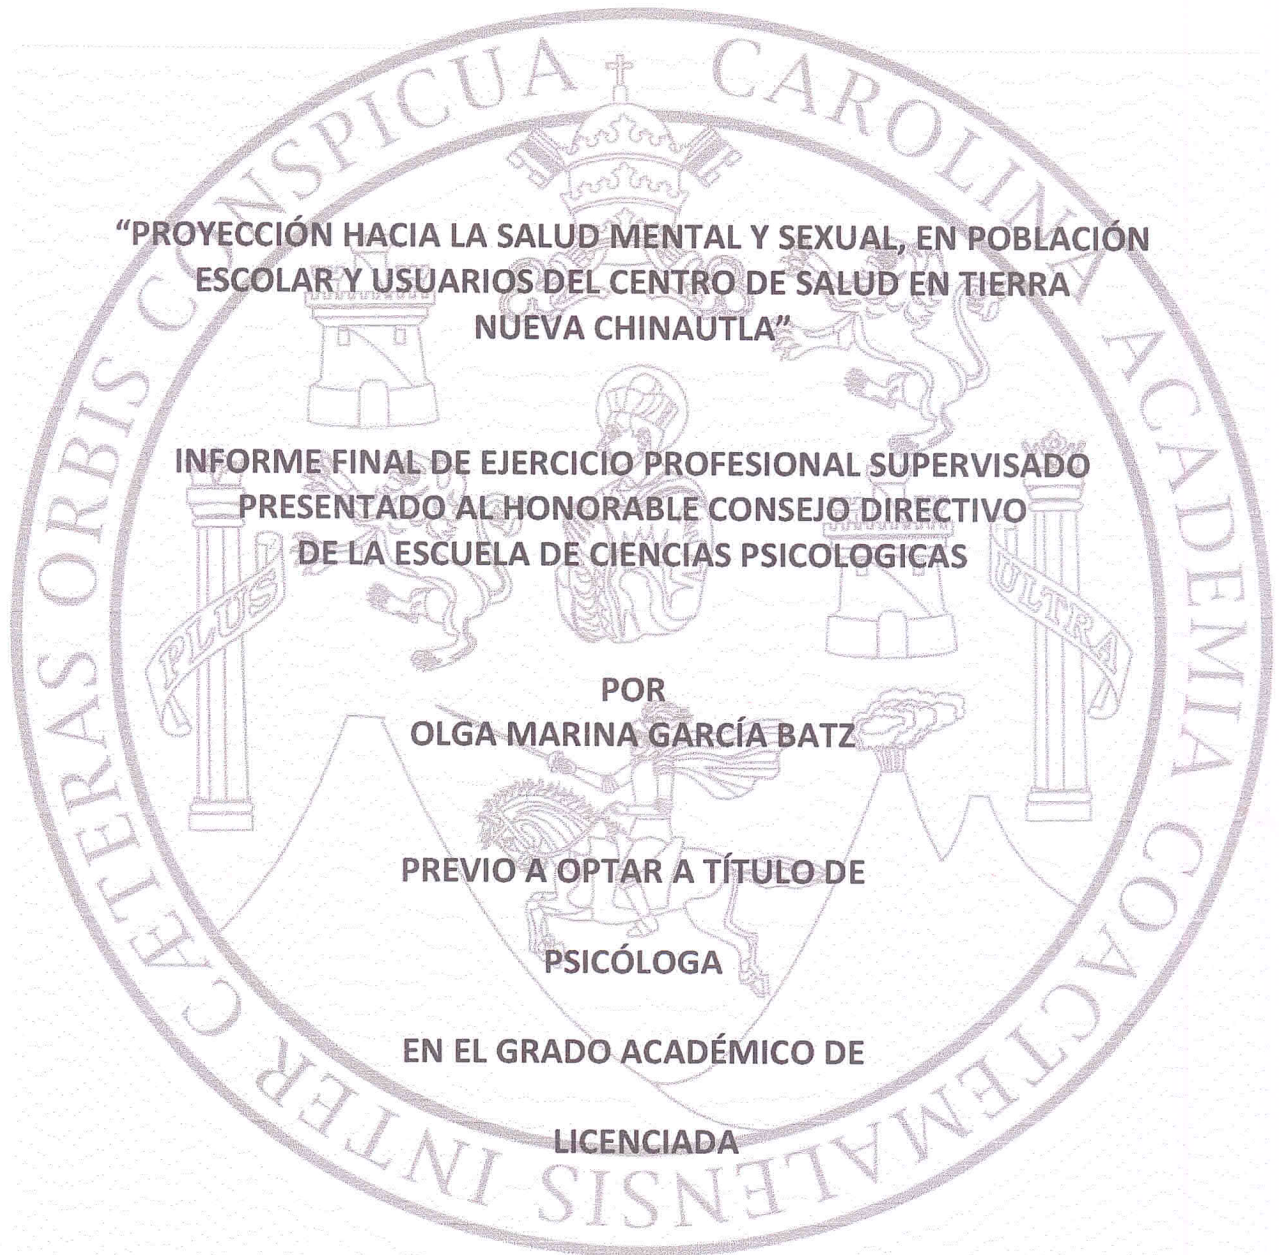 CAETERAS ORBIS CONSPICUA CAROLINA ACADEMIA COACTEMALENSIS INTER
“PROYECCIÓN HACIA LA SALUD MENTAL Y SEXUAL, EN POBLACIÓN
ESCOLAR Y USUARIOS DEL CENTRO DE SALUD EN TIERRA
NUEVA CHINAUTLA”
INFORME FINAL DE EJERCICIO PROFESIONAL SUPERVISADO
PRESENTADO AL HONORABLE CONSEJO DIRECTIVO
DE LA ESCUELA DE CIENCIAS PSICOLOGICAS
PLUS
ULTRA
POR
OLGA MARINA GARCÍA BATZ
PREVIO A OPTAR A TÍTULO DE
PSICÓLOGA
EN EL GRADO ACADÉMICO DE
LICENCIADA